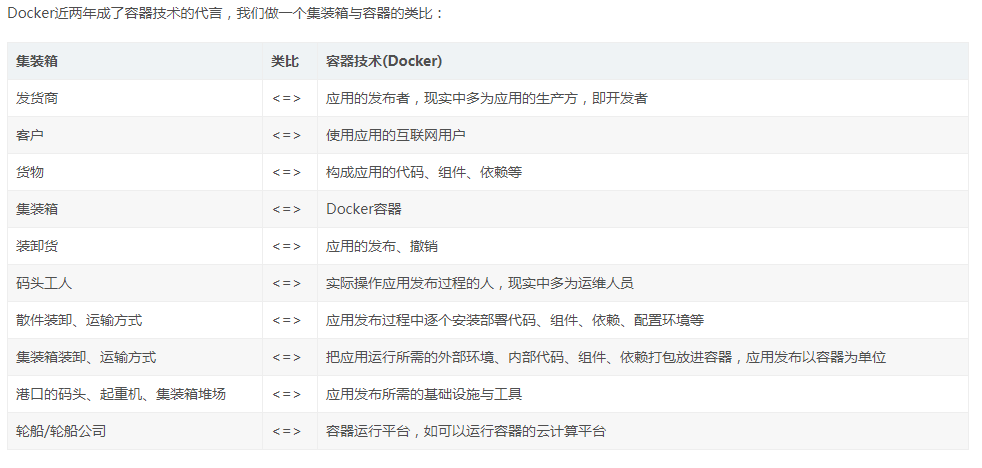 Docker近两年成了容器技术的代言，我们做一个集装箱与容器的类比：
集装箱 类比 容器技术(Docker)
发货商 <=> 应用的发布者，现实中多为应用的生产方，即开发者
客户 <=> 使用应用的互联网用户
货物 <=> 构成应用的代码、组件、依赖等
集装箱 <=> Docker容器
装卸货 <=> 应用的发布、撤销
码头工人 <=> 实际操作应用发布过程的人，现实中多为运维人员
散件装卸、运输方式 <=> 应用发布过程中逐个安装部署代码、组件、依赖、配置环境等
集装箱装卸、运输方式 <=> 把应用运行所需的外部环境、内部代码、组件、依赖打包放进容器，应用发布以容器为单位
港口的码头、起重机、集装箱堆场 <=> 应用发布所需的基础设施与工具
轮船/轮船公司 <=> 容器运行平台，如可以运行容器的云计算平台